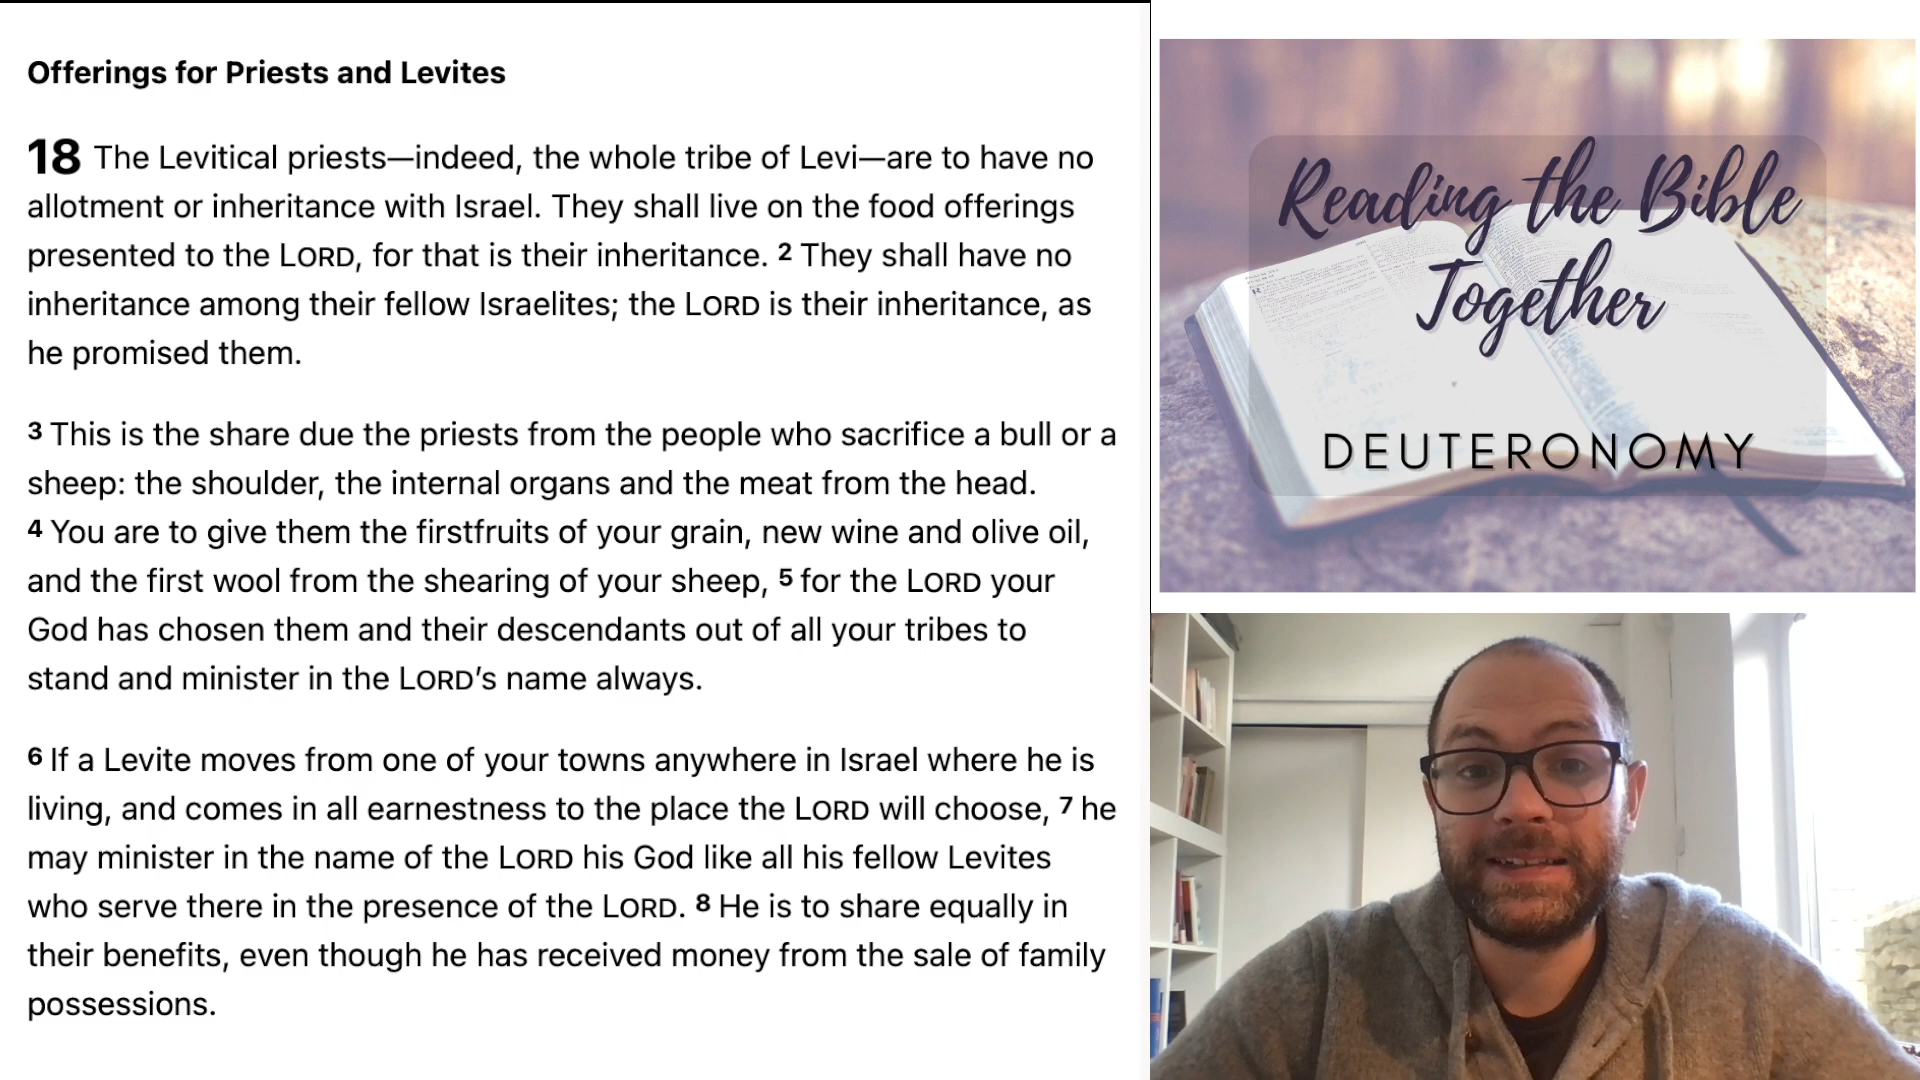 Offerings for Priests and Levites
18 The Levitical priests—indeed, the whole tribe of Levi—are to have no
allotment or inheritance with Israel. They shall live on the food offerings
presented to the LORD, for that is their inheritance. 2 They shall have no
inheritance among their fellow Israelites; the LORD is their inheritance, as
he promised them.
3 This is the share due the priests from the people who sacrifice a bull or a
sheep: the shoulder, the internal organs and the meat from the head.
4 You are to give them the firstfruits of your grain, new wine and olive oil,
and the first wool from the shearing of your sheep, 5 for the LORD your
God has chosen them and their descendants out of all your tribes to
stand and minister in the LORD’s name always.
6 If a Levite moves from one of your towns anywhere in Israel where he is
living, and comes in all earnestness to the place the LORD will choose, 7 he
may minister in the name of the LORD his God like all his fellow Levites
who serve there in the presence of the LORD. 8 He is to share equally in
their benefits, even though he has received money from the sale of family
possessions.
Reading the Bible
Together
DEUTERONOMY